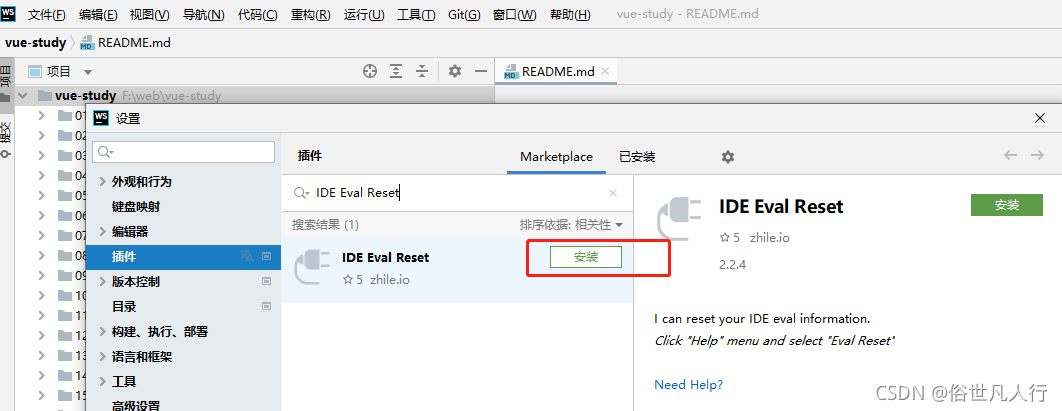 WS 文件(F) 编辑(E) 视图(V) 导航(N) 代码(C) 重构(R) 运行(U) 工具(T) Git(G) 窗口(W) 帮助(H) vue-study - README.md
vue-study README.md
项目 README.md
项目
提交
vue-study F:\web\vue-study
01
02
03
04
05
06
07
08
09
10
11
12
13
14
15
WS 设置
外观和行为
键盘映射
编辑器
插件
版本控制
目录
构建、执行、部署
语言和框架
工具
高级设置
插件 Marketplace 已安装
IDE Eval Reset
搜索结果 (1) 排序依据: 相关性
IDE Eval Reset
5 zhile.io
安装
IDE Eval Reset
安装
5 zhile.io
2.2.4
I can reset your IDE eval information.
Click "Help" menu and select "Eval Reset"
Need Help?
CSDN @俗世凡人行